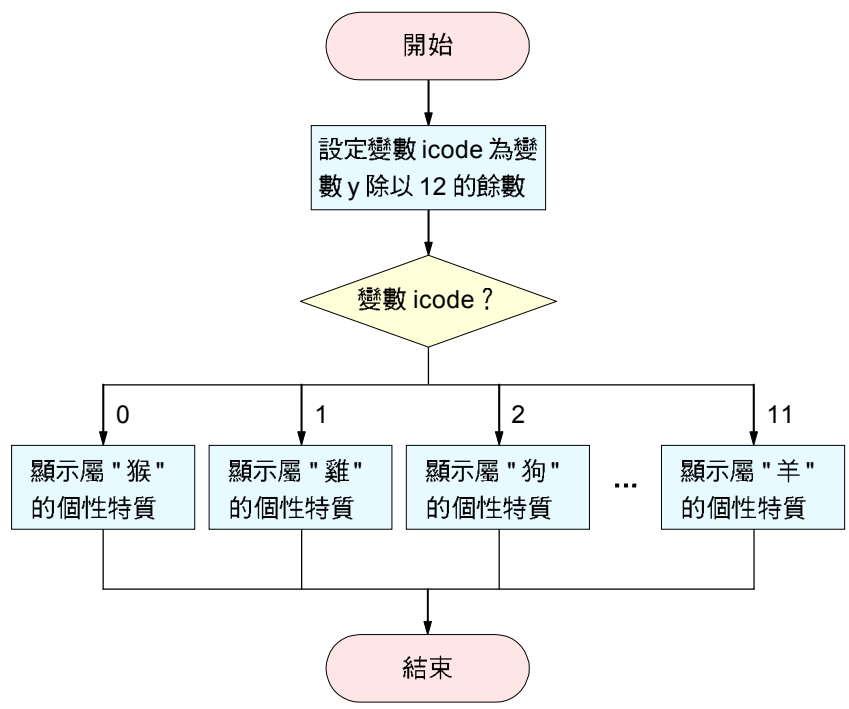 開始
設定變數 icode 為變
數 y 除以 12 的餘數
變數 icode？
0
1
2
11
顯示屬 " 猴 "
的個性特質
顯示屬 " 雞 "
的個性特質
顯示屬 " 狗 "
的個性特質
...
顯示屬 " 羊 "
的個性特質
結束